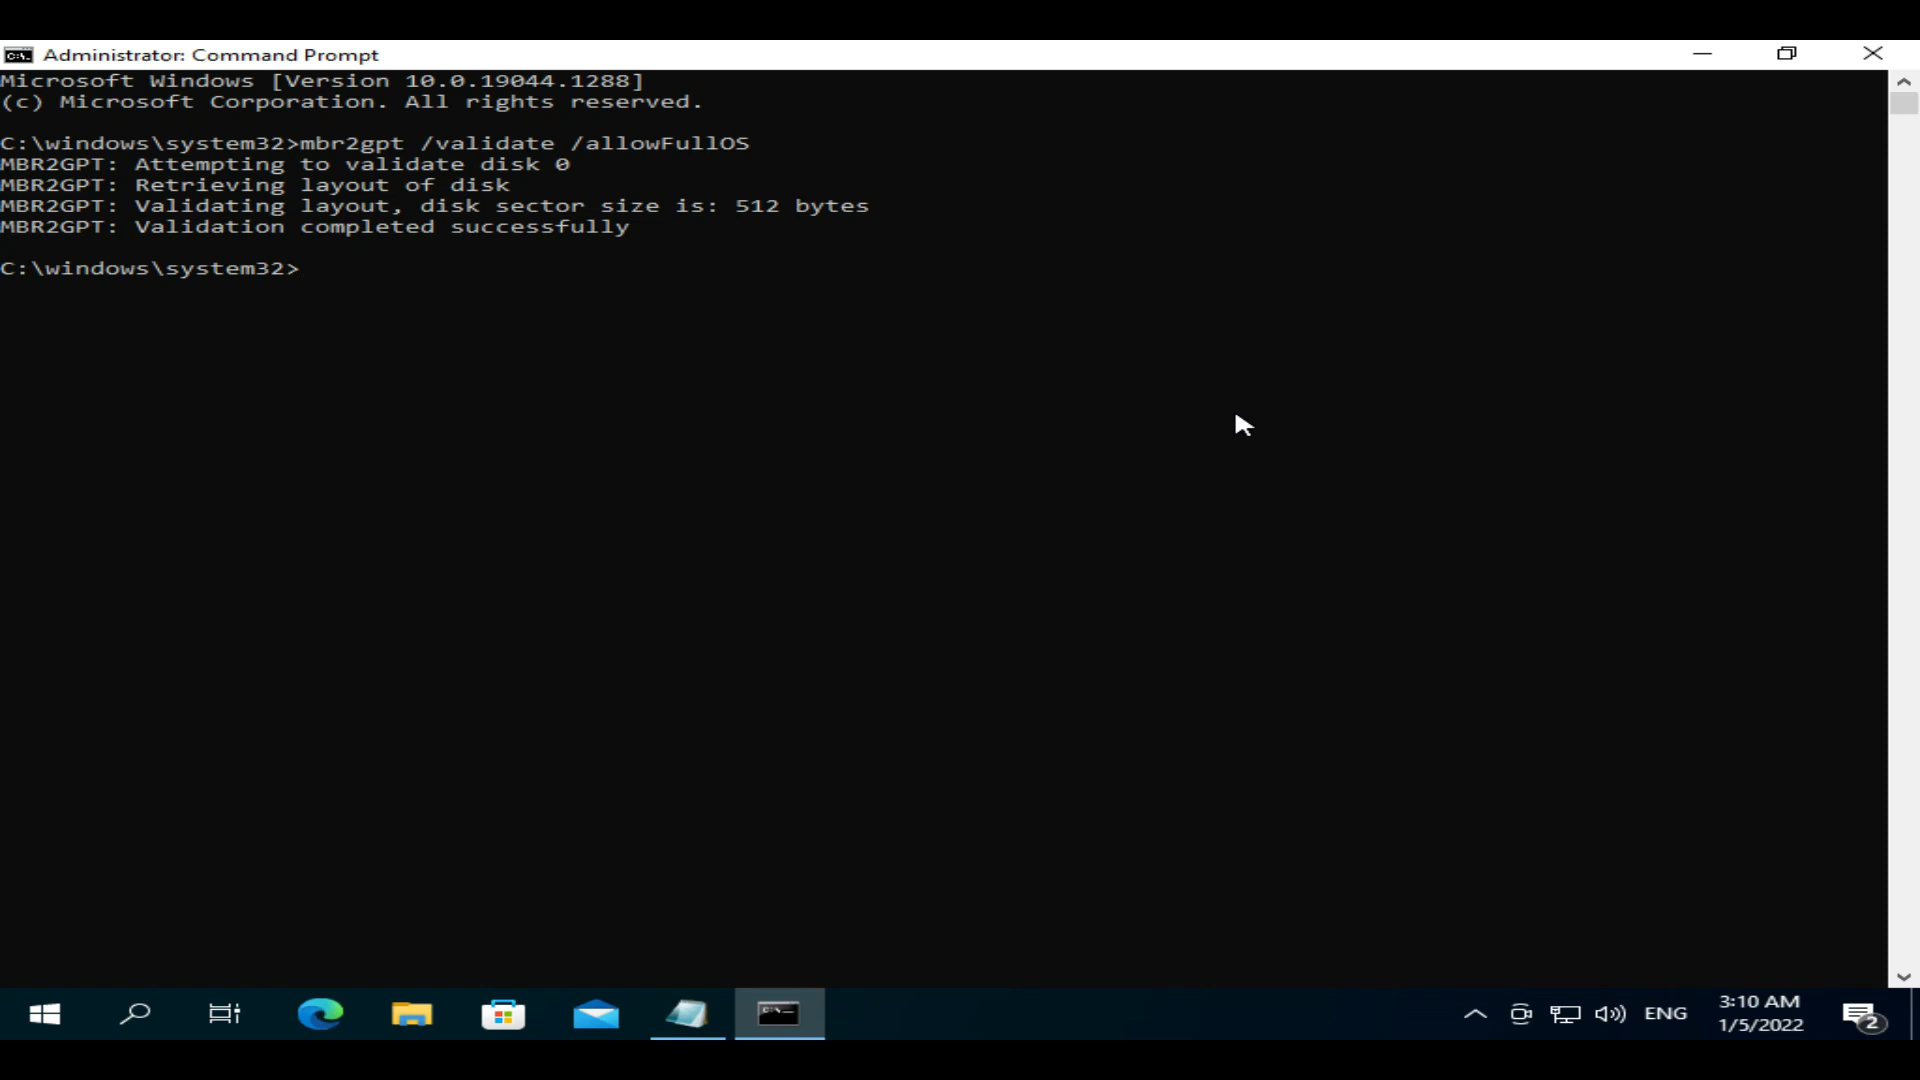 Administrator: Command Prompt
Microsoft Windows [Version 10.0.19044.1288]
(c) Microsoft Corporation. All rights reserved.
C:\windows\system32>mbr2gpt /validate /allowFullOS
MBR2GPT: Attempting to validate disk 0
MBR2GPT: Retrieving layout of disk
MBR2GPT: Validating layout, disk sector size is: 512 bytes
MBR2GPT: Validation completed successfully
C:\windows\system32>
ENG
3:10 AM
1/5/2022
2